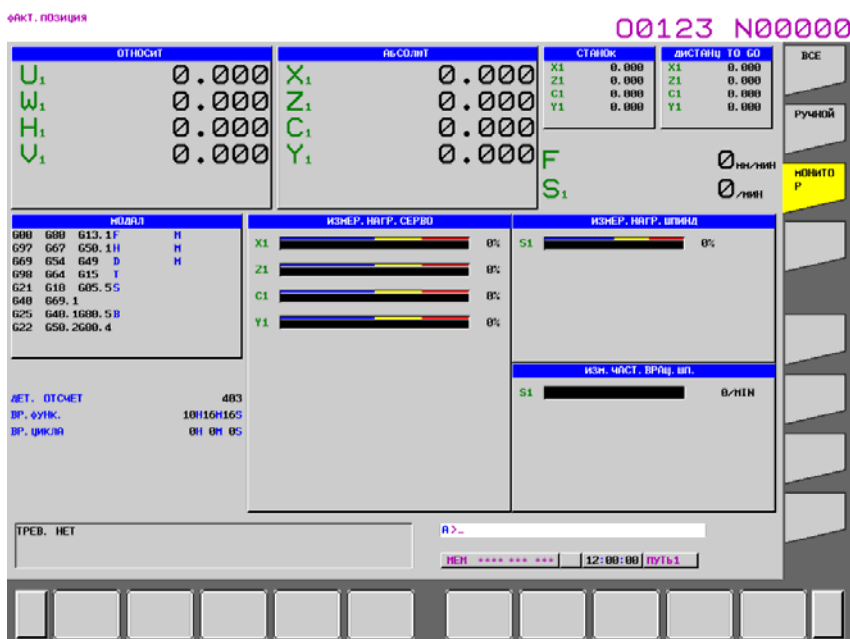 ФАКТ.ПОЗИЦИЯ
O0123 N00000
ОТНОСИТ
U1 0.000
W1 0.000
H1 0.000
V1 0.000
АБСОЛЮТ
X1 0.000
Z1 0.000
C1 0.000
Y1 0.000
СТАНОК
X1 0.000
Z1 0.000
C1 0.000
Y1 0.000
ДИСТАНЦ TO GO
X1 0.000
Z1 0.000
C1 0.000
Y1 0.000
F 0 ММ/МИН
S1 0 /МИН
ВСЕ
РУЧНОЙ
МОНИТО
Р
МОДАЛ
G00 G80 G13.1 F M
G97 G67 G50.1 H M
G69 G54 G49 D M
G98 G64 G15 T
G21 G18 G05.5 S
G40 G69.1
G25 G40.1 G80.5 B
G22 G50.2 G00.4
ДЕТ. ОТСЧЕТ 403
ВР.ФУНК. 10H16M16S
ВР.ЦИКЛА 0H 0M 0S
ИЗМЕР.НАГР.СЕРВО
X1 0%
Z1 0%
C1 0%
Y1 0%
ИЗМЕР.НАГР.ШПИНД
S1 0%
ИЗМ.ЧАСТ.ВРАЩ.ШП.
S1 0/MIN
ТРЕВ. НЕТ
A>_
MEM **** *** ***
12:00:00
ПУТЬ1